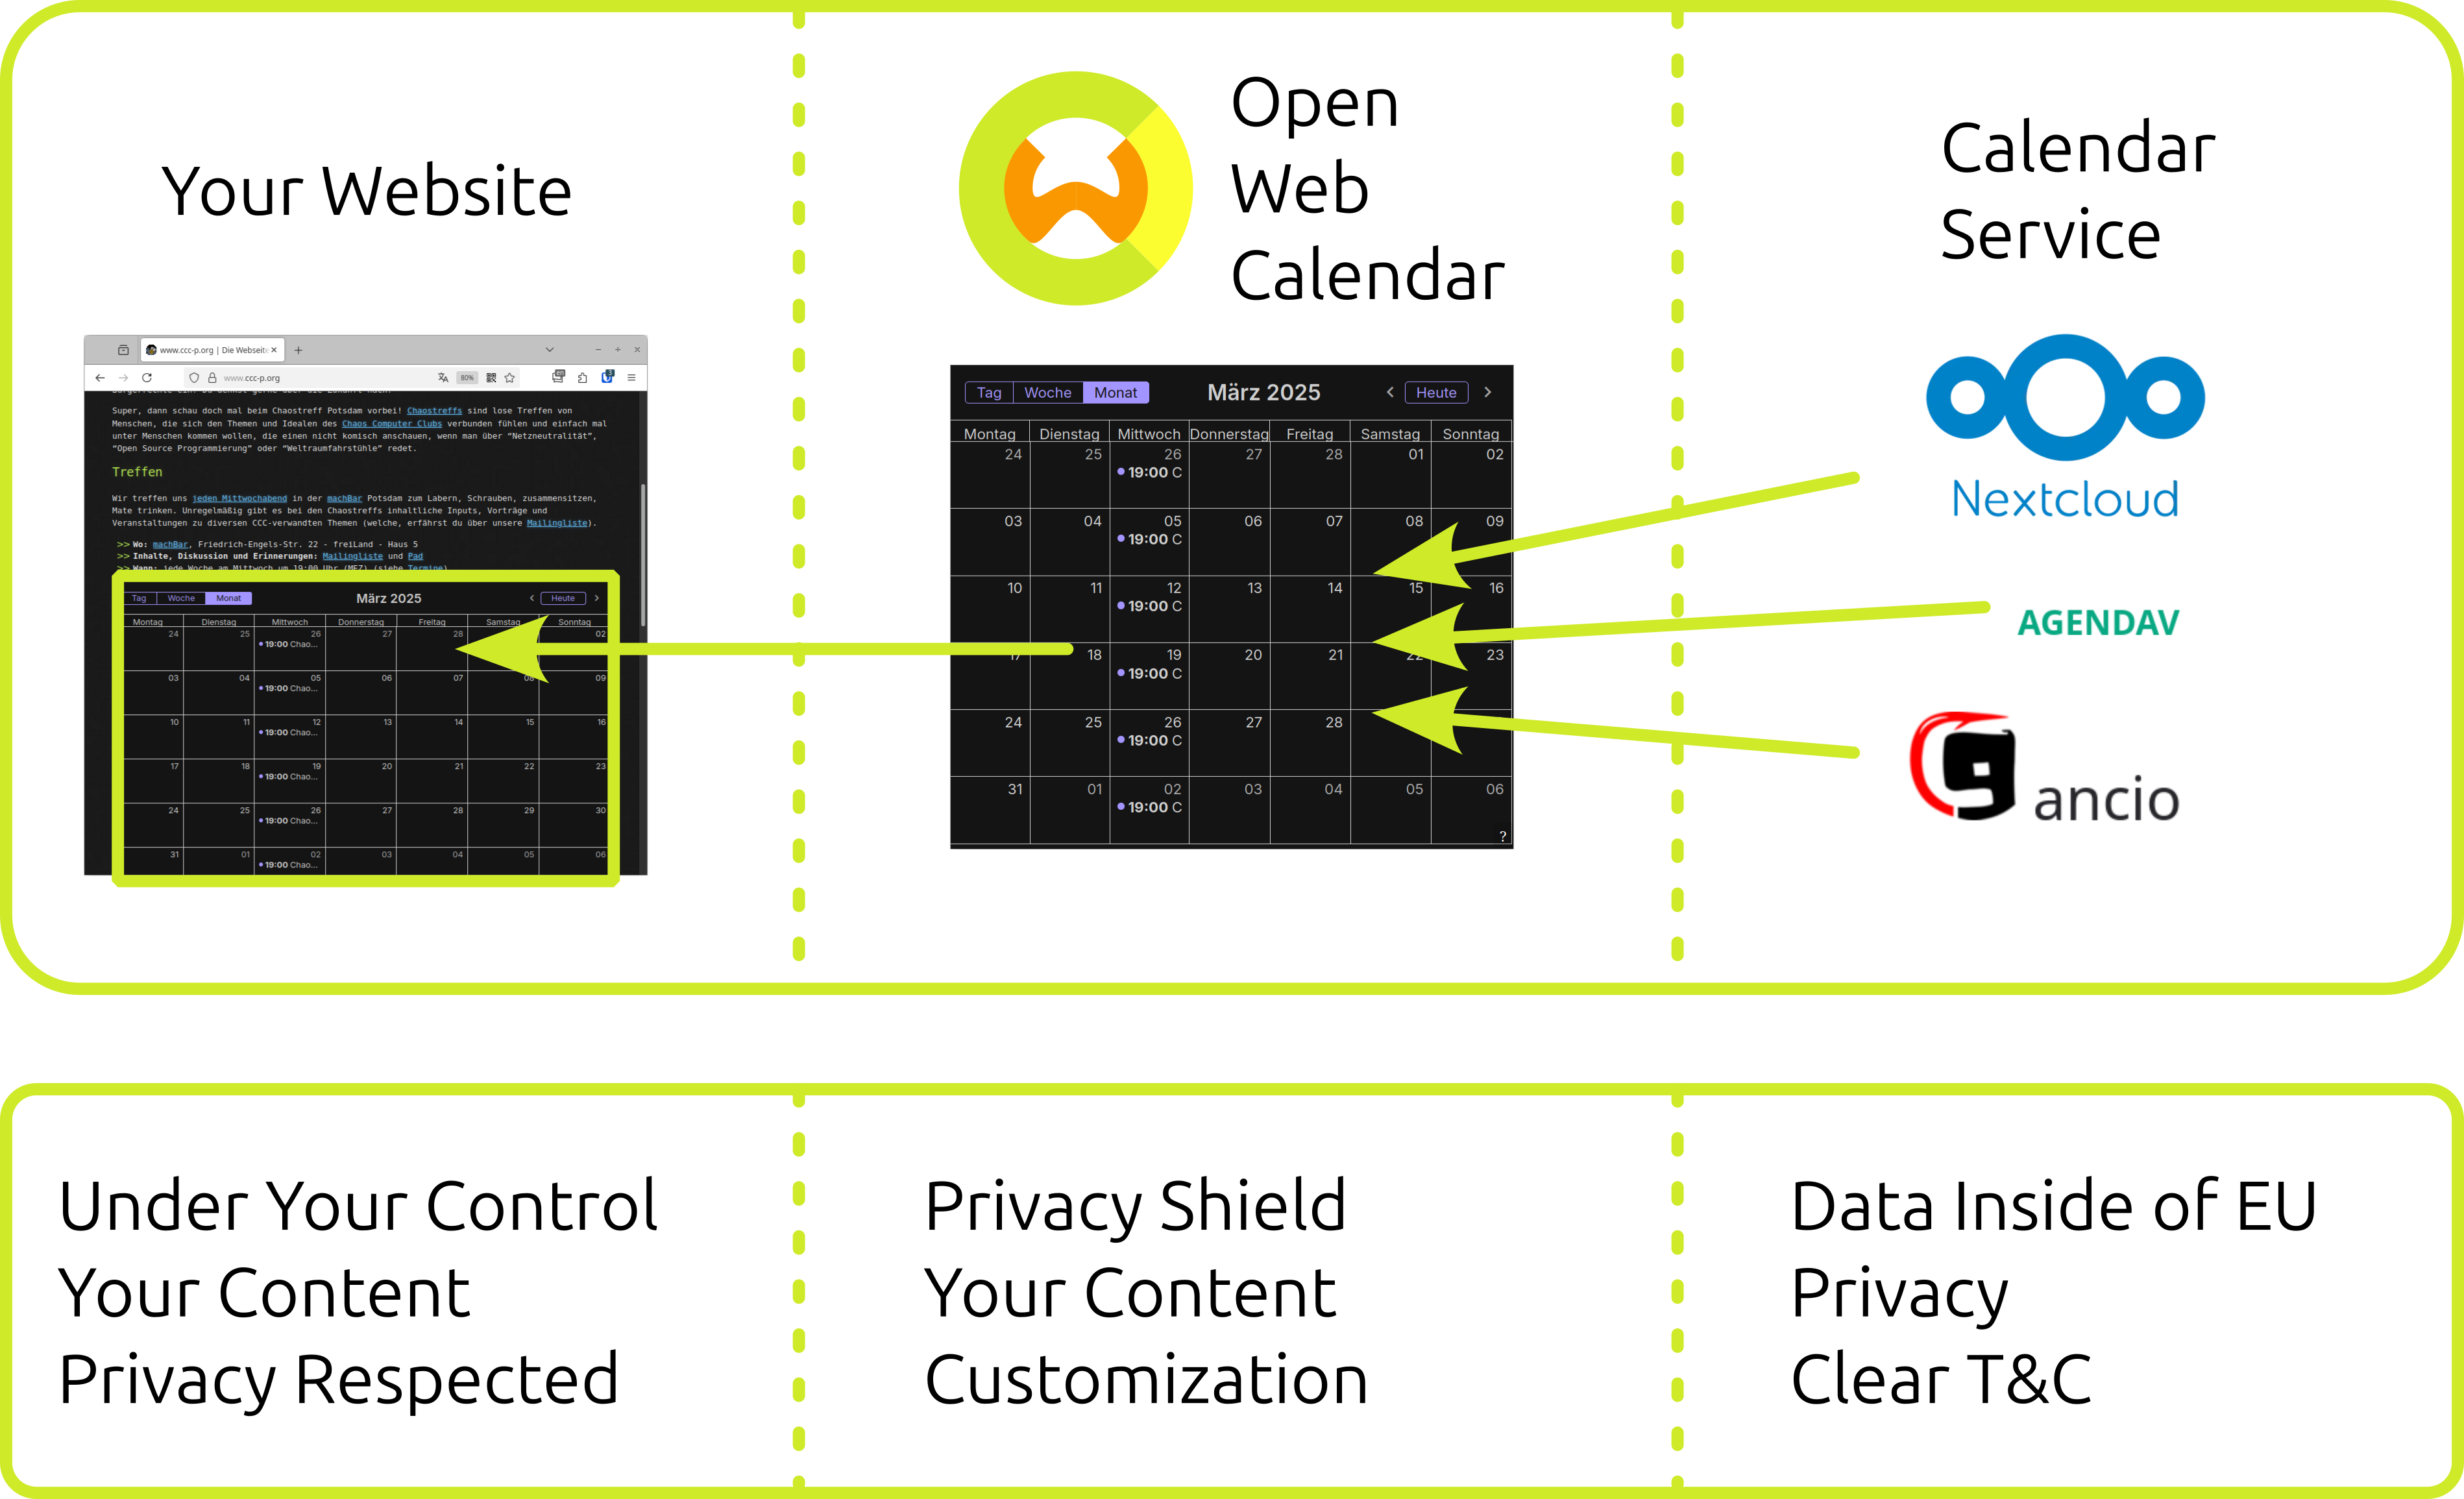 Your Website
Open
Web
Calendar
Calendar
Service
www.ccc-p.org | Die Webseit
www.ccc-p.org
80%
Super, dann schau doch mal beim Chaostreff Potsdam vorbei! Chaostreffs sind lose Treffen von
Menschen, die sich den Themen und Idealen des Chaos Computer Clubs verbunden fühlen und einfach mal
unter Menschen kommen wollen, die einen nicht komisch anschauen, wenn man über “Netzneutralität”,
“Open Source Programmierung” oder “Weltraumfahrstühle” redet.
Treffen
Wir treffen uns jeden Mittwochabend in der machBar Potsdam zum Labern, Schrauben, zusammensitzen,
Mate trinken. Unregelmäßig gibt es bei den Chaostreffs inhaltliche Inputs, Vorträge und
Veranstaltungen zu diversen CCC-verwandten Themen (welche, erfährst du über unsere Mailingliste).
>> Wo: machBar, Friedrich-Engels-Str. 22 - freiLand - Haus 5
>> Inhalte, Diskussion und Erinnerungen: Mailingliste und Pad
>> Wann: jede Woche am Mittwoch um 19:00 Uhr (MEZ) (siehe Termine)
Tag Woche Monat März 2025 < Heute >
Montag Dienstag Mittwoch Donnerstag Freitag Samstag Sonntag
24 25 26 27 28 02
19:00 Chao...
03 04 05 06 07 08 09
19:00 Chao...
10 11 12 13 14 15 16
19:00 Chao...
17 18 19 20 21 22 23
19:00 Chao...
24 25 26 27 28 29 30
19:00 Chao...
31 01 02 03 04 05 06
19:00 Chao...
Tag Woche Monat März 2025 < Heute >
Montag Dienstag Mittwoch Donnerstag Freitag Samstag Sonntag
24 25 26 27 28 01 02
19:00 C
03 04 05 06 07 08 09
19:00 C
10 11 12 13 14 15 16
19:00 C
17 18 19 20 21 22 23
19:00 C
24 25 26 27 28
19:00 C
31 01 02 03 04 05 06
19:00 C
?
Nextcloud
AGENDAV
Gancio
Under Your Control
Your Content
Privacy Respected
Privacy Shield
Your Content
Customization
Data Inside of EU
Privacy
Clear T&C